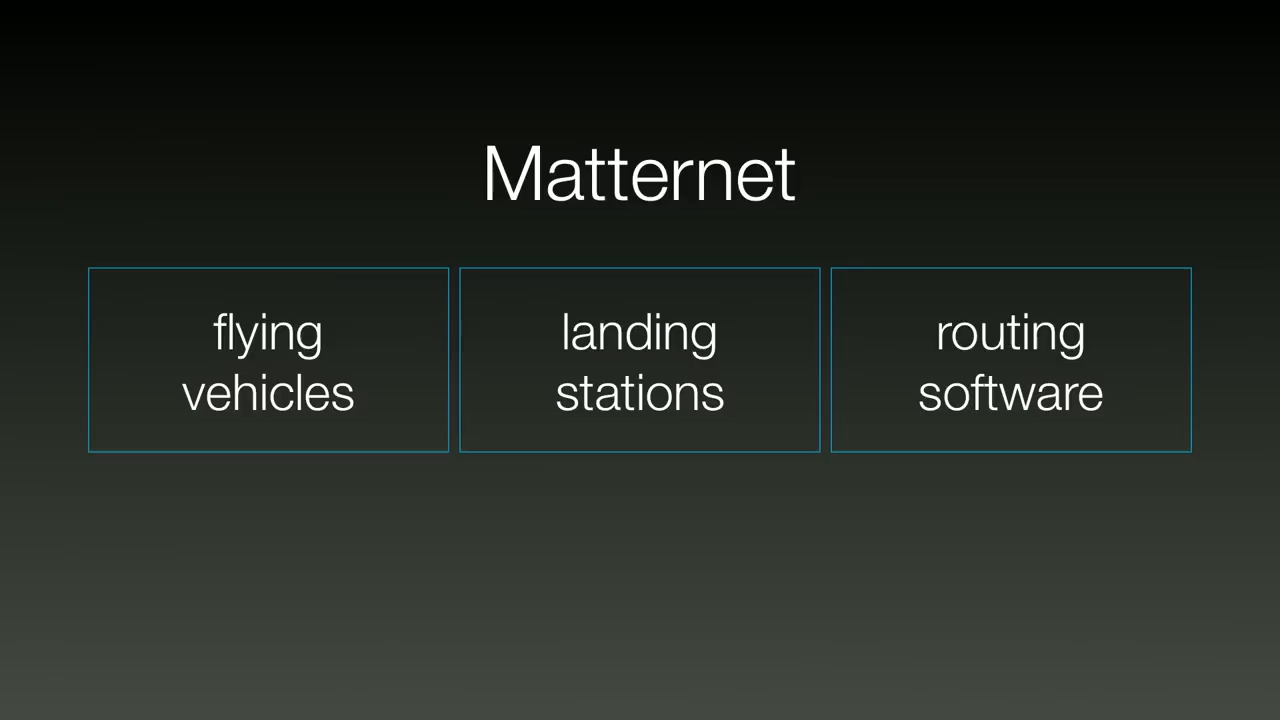 Matternet
flying
vehicles
landing
stations
routing
software